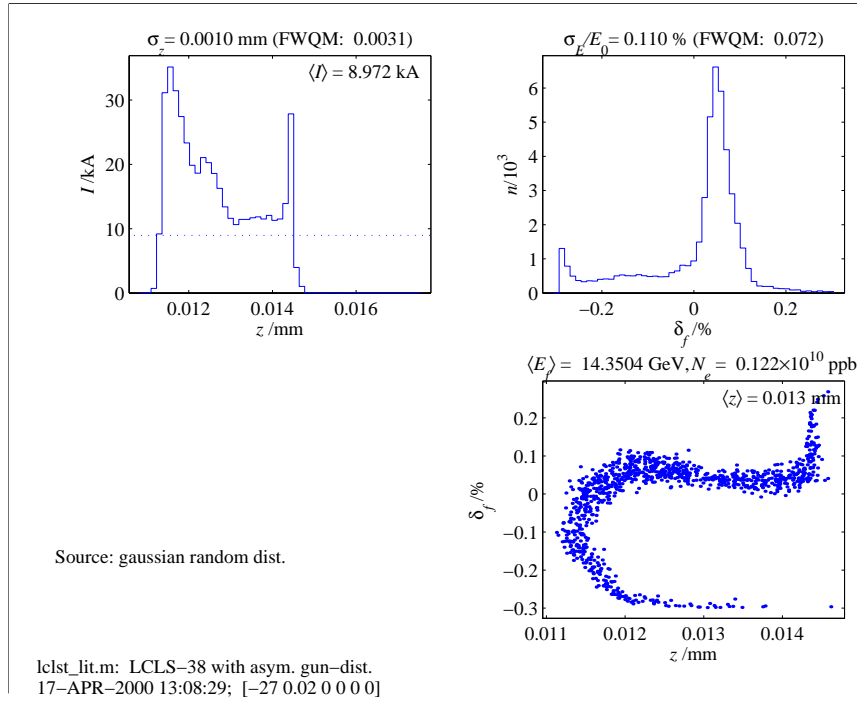 σz = 0.0010 mm (FWQM: 0.0031)
⟨I⟩ = 8.972 kA
I /kA
30
20
10
0
0.012
0.014
0.016
z /mm
σE/E0 = 0.110 % (FWQM: 0.072)
n/10^3
6
5
4
3
2
1
0
−0.2
0
0.2
δf /%
⟨Ef⟩ = 14.3504 GeV, Ne = 0.122×10^10 ppb
⟨z⟩ = 0.013 mm
δf /%
0.2
0.1
0
−0.1
−0.2
−0.3
0.011
0.012
0.013
0.014
z /mm
Source: gaussian random dist.
lclst_lit.m: LCLS−38 with asym. gun−dist.
17−APR−2000 13:08:29; [−27 0.02 0 0 0 0]